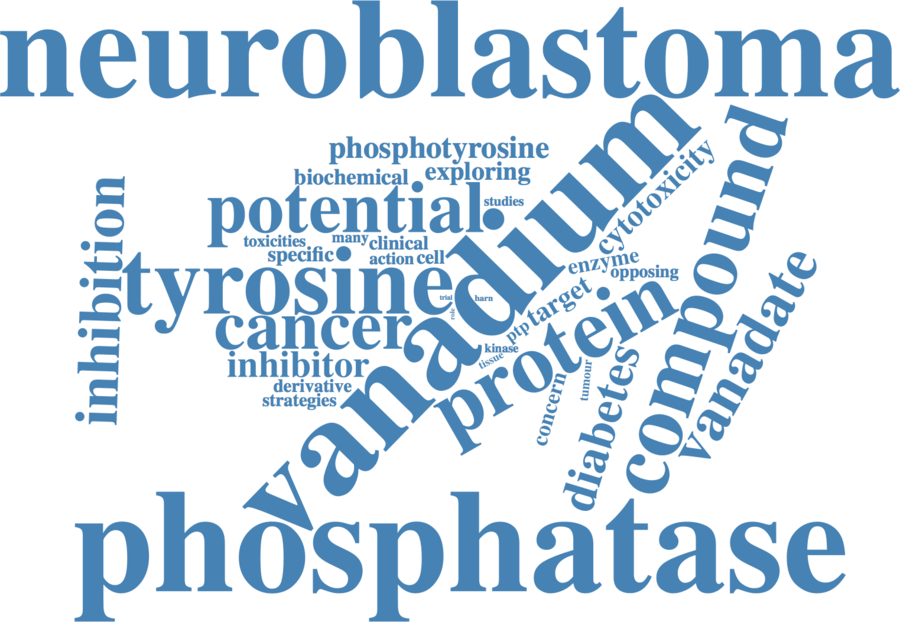 neuroblastoma
vanadium
phosphotyrosine
biochemical
exploring
potential
studies
cytotoxicity
compound
inhibition
toxicities
many
clinical
specific
action
cell
enzyme
opposing
tyrosine
trial
harn
role
target
protein
vanadate
cancer
ptp
kinase
tissue
inhibitor
tumour
concern
diabetes
derivative
strategies
phosphatase